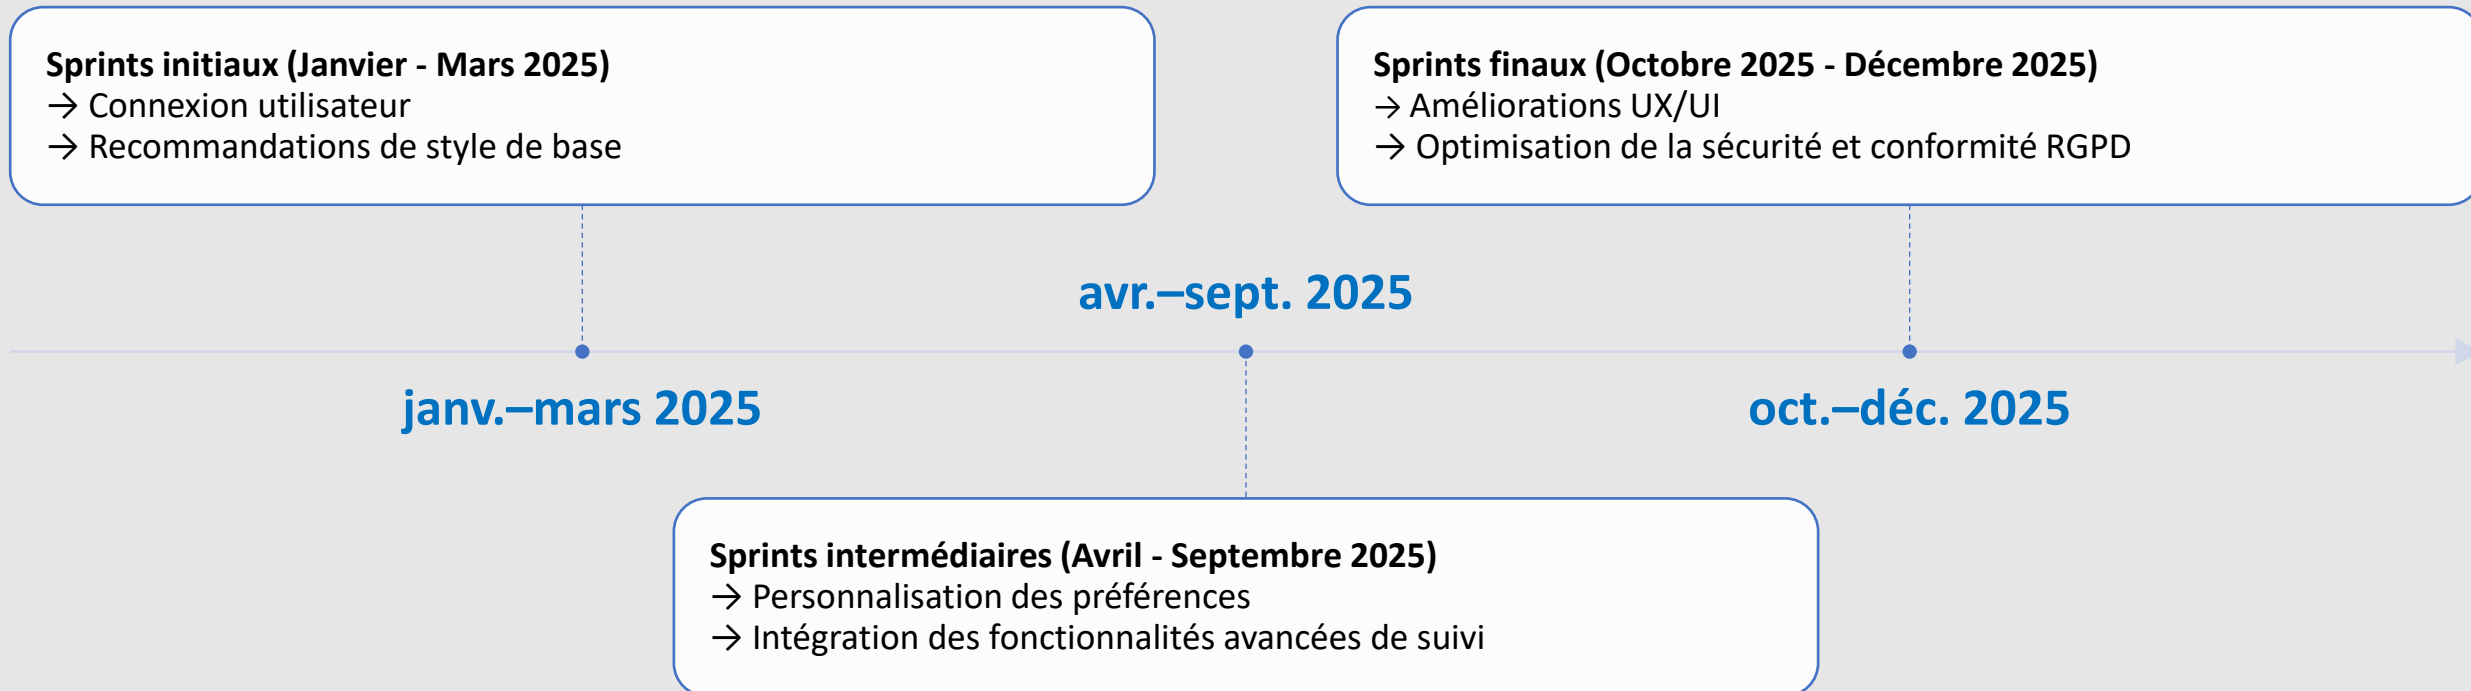 Sprints initiaux (Janvier - Mars 2025)
→ Connexion utilisateur
→ Recommandations de style de base
Sprints finaux (Octobre 2025 - Décembre 2025)
→ Améliorations UX/UI
→ Optimisation de la sécurité et conformité RGPD
avr.–sept. 2025
janv.–mars 2025
oct.–déc. 2025
Sprints intermédiaires (Avril - Septembre 2025)
→ Personnalisation des préférences
→ Intégration des fonctionnalités avancées de suivi